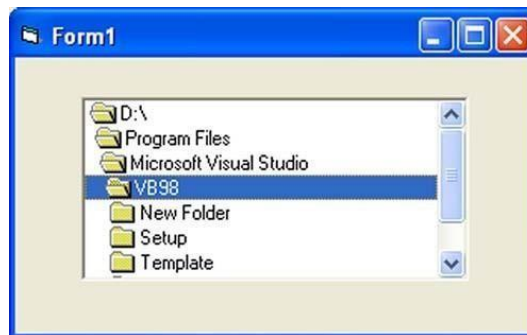 Form1
D:\
Program Files
Microsoft Visual Studio
VB98
New Folder
Setup
Template